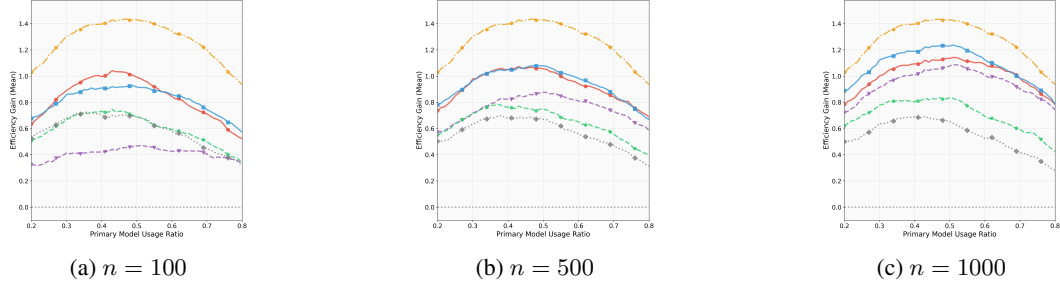 1.4
1.2
1.0
0.8
0.6
0.4
0.2
0.0
Efficiency Gain (Mean)
0.2 0.3 0.4 0.5 0.6 0.7 0.8
Primary Model Usage Ratio
(a) n = 100
1.4
1.2
1.0
0.8
0.6
0.4
0.2
0.0
Efficiency Gain (Mean)
0.2 0.3 0.4 0.5 0.6 0.7 0.8
Primary Model Usage Ratio
(b) n = 500
1.4
1.2
1.0
0.8
0.6
0.4
0.2
0.0
Efficiency Gain (Mean)
0.2 0.3 0.4 0.5 0.6 0.7 0.8
Primary Model Usage Ratio
(c) n = 1000